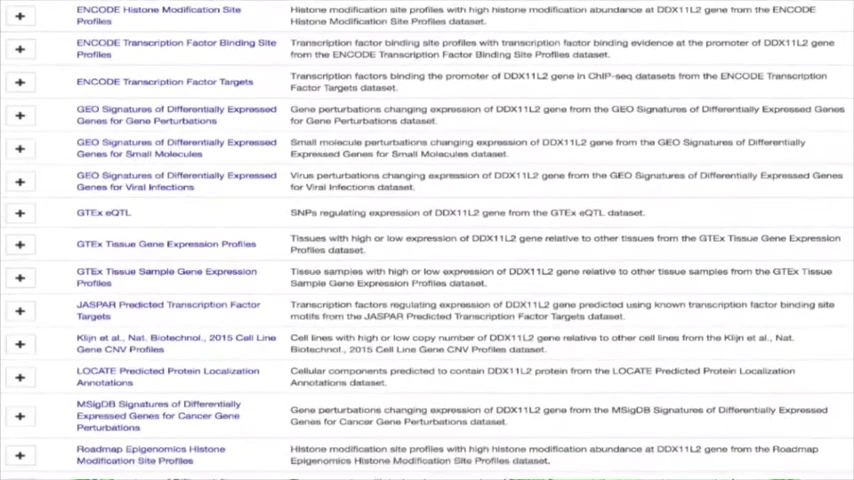 ENCODE Histone Modification Site
Profiles
Histone modification site profiles with high histone modification abundance at DDX11L2 gene from the ENCODE
Histone Modification Site Profiles dataset.
ENCODE Transcription Factor Binding Site
Profiles
Transcription factor binding site profiles with transcription factor binding evidence at the promoter of DDX11L2 gene
from the ENCODE Transcription Factor Binding Site Profiles dataset.
ENCODE Transcription Factor Targets
Transcription factors binding the promoter of DDX11L2 gene in ChIP-seq datasets from the ENCODE Transcription
Factor Targets dataset.
GEO Signatures of Differentially Expressed
Genes for Gene Perturbations
Gene perturbations changing expression of DDX11L2 gene from the GEO Signatures of Differentially Expressed Genes
for Gene Perturbations dataset.
GEO Signatures of Differentially Expressed
Genes for Small Molecules
Small molecule perturbations changing expression of DDX11L2 gene from the GEO Signatures of Differentially
Expressed Genes for Small Molecules dataset.
GEO Signatures of Differentially Expressed
Genes for Viral Infections
Virus perturbations changing expression of DDX11L2 gene from the GEO Signatures of Differentially Expressed Genes
for Viral Infections dataset.
GTEx eQTL
SNPs regulating expression of DDX11L2 gene from the GTEx eQTL dataset.
GTEx Tissue Gene Expression Profiles
Tissues with high or low expression of DDX11L2 gene relative to other tissues from the GTEx Tissue Gene Expression
Profiles dataset.
GTEx Tissue Sample Gene Expression
Profiles
Tissue samples with high or low expression of DDX11L2 gene relative to other tissue samples from the GTEx Tissue
Sample Gene Expression Profiles dataset.
JASPAR Predicted Transcription Factor
Targets
Transcription factors regulating expression of DDX11L2 gene predicted using known transcription factor binding site
motifs from the JASPAR Predicted Transcription Factor Targets dataset.
Klijn et al., Nat. Biotechnol., 2015 Cell Line
Gene CNV Profiles
Cell lines with high or low copy number of DDX11L2 gene relative to other cell lines from the Klijn et al., Nat.
Biotechnol., 2015 Cell Line Gene CNV Profiles dataset.
LOCATE Predicted Protein Localization
Annotations
Cellular components predicted to contain DDX11L2 protein from the LOCATE Predicted Protein Localization
Annotations dataset.
MSigDB Signatures of Differentially
Expressed Genes for Cancer Gene
Perturbations
Gene perturbations changing expression of DDX11L2 gene from the MSigDB Signatures of Differentially Expressed
Genes for Cancer Gene Perturbations dataset.
Roadmap Epigenomics Histone
Modification Site Profiles
Histone modification site profiles with high histone modification abundance at DDX11L2 gene from the Roadmap
Epigenomics Histone Modification Site Profiles dataset.